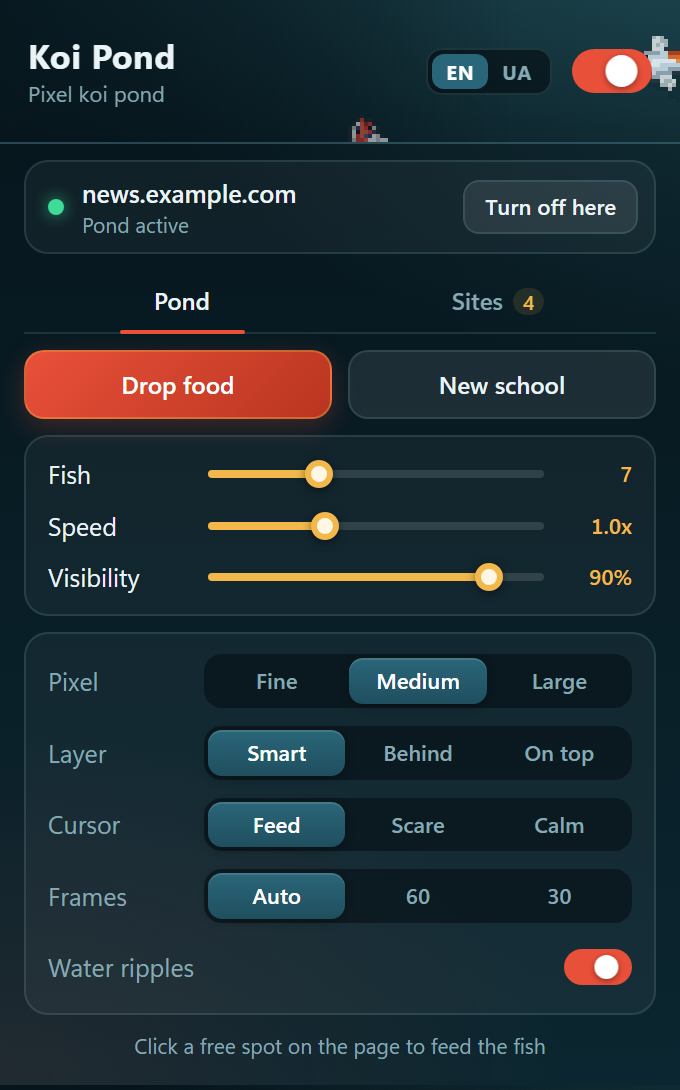 Koi Pond
Pixel koi pond
EN UA
news.example.com
Pond active
Turn off here
Pond
Sites 4
Drop food
New school
Fish 7
Speed 1.0x
Visibility 90%
Pixel Fine Medium Large
Layer Smart Behind On top
Cursor Feed Scare Calm
Frames Auto 60 30
Water ripples
Click a free spot on the page to feed the fish